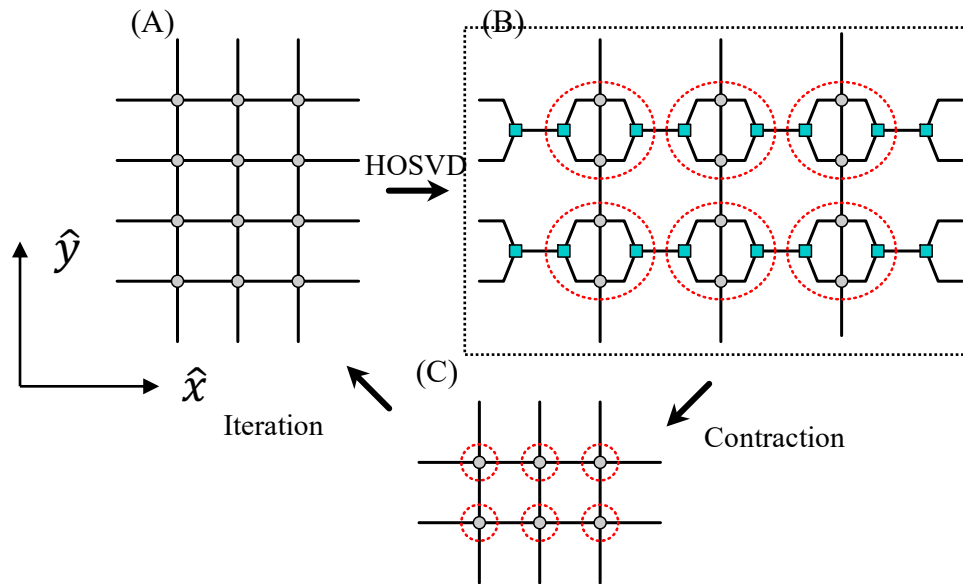 (A)
(B)
HOSVD
ŷ
x̂
(C)
Iteration
Contraction